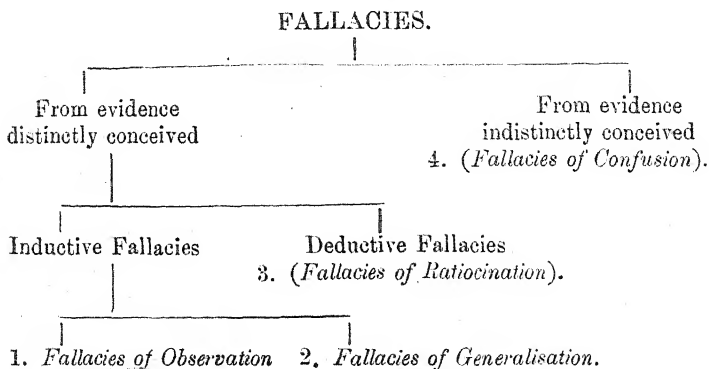 FALLACIES.
From evidence
distinctly conceived
From evidence
indistinctly conceived
4. (Fallacies of Confusion).
Inductive Fallacies
Deductive Fallacies
3. (Fallacies of Ratiocination).
1. Fallacies of Observation 2. Fallacies of Generalisation.